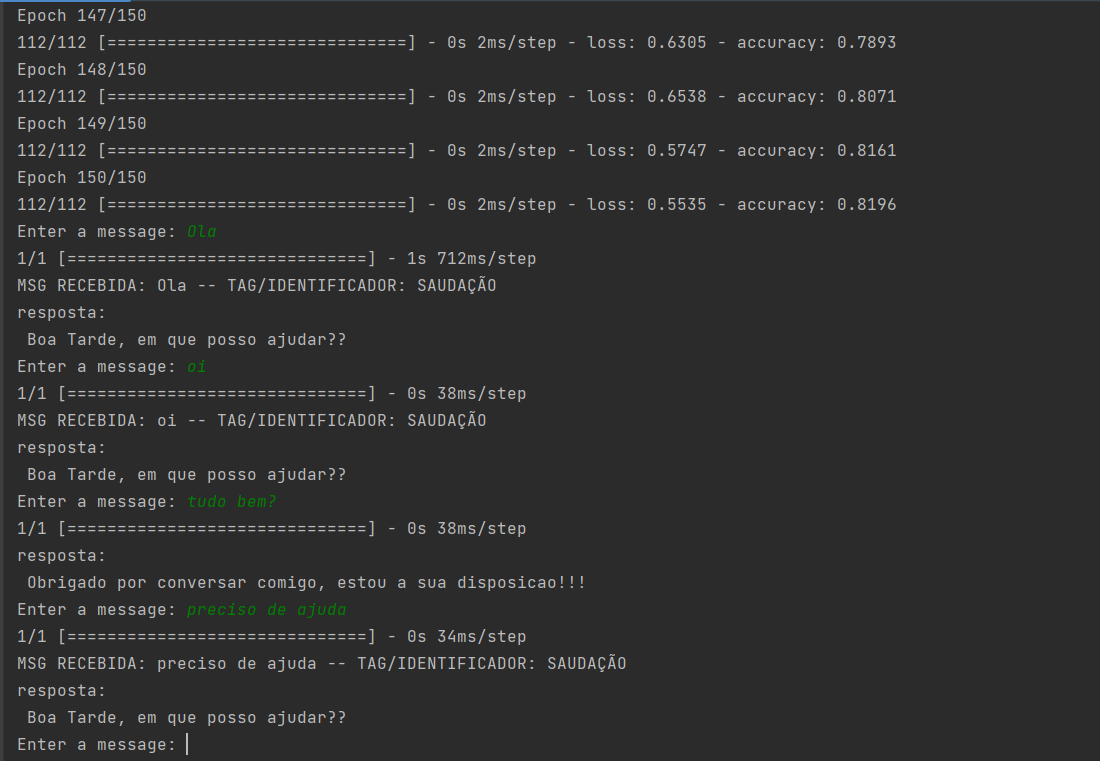 Epoch 147/150
112/112 [==============================] - 0s 2ms/step - loss: 0.6305 - accuracy: 0.7893
Epoch 148/150
112/112 [==============================] - 0s 2ms/step - loss: 0.6538 - accuracy: 0.8071
Epoch 149/150
112/112 [==============================] - 0s 2ms/step - loss: 0.5747 - accuracy: 0.8161
Epoch 150/150
112/112 [==============================] - 0s 2ms/step - loss: 0.5535 - accuracy: 0.8196
Enter a message: Ola
1/1 [==============================] - 1s 712ms/step
MSG RECEBIDA: Ola -- TAG/IDENTIFICADOR: SAUDAÇÃO
resposta:
 Boa Tarde, em que posso ajudar??
Enter a message: oi
1/1 [==============================] - 0s 38ms/step
MSG RECEBIDA: oi -- TAG/IDENTIFICADOR: SAUDAÇÃO
resposta:
 Boa Tarde, em que posso ajudar??
Enter a message: tudo bem?
1/1 [==============================] - 0s 38ms/step
resposta:
 Obrigado por conversar comigo, estou a sua disposicao!!!
Enter a message: preciso de ajuda
1/1 [==============================] - 0s 34ms/step
MSG RECEBIDA: preciso de ajuda -- TAG/IDENTIFICADOR: SAUDAÇÃO
resposta:
 Boa Tarde, em que posso ajudar??
Enter a message: